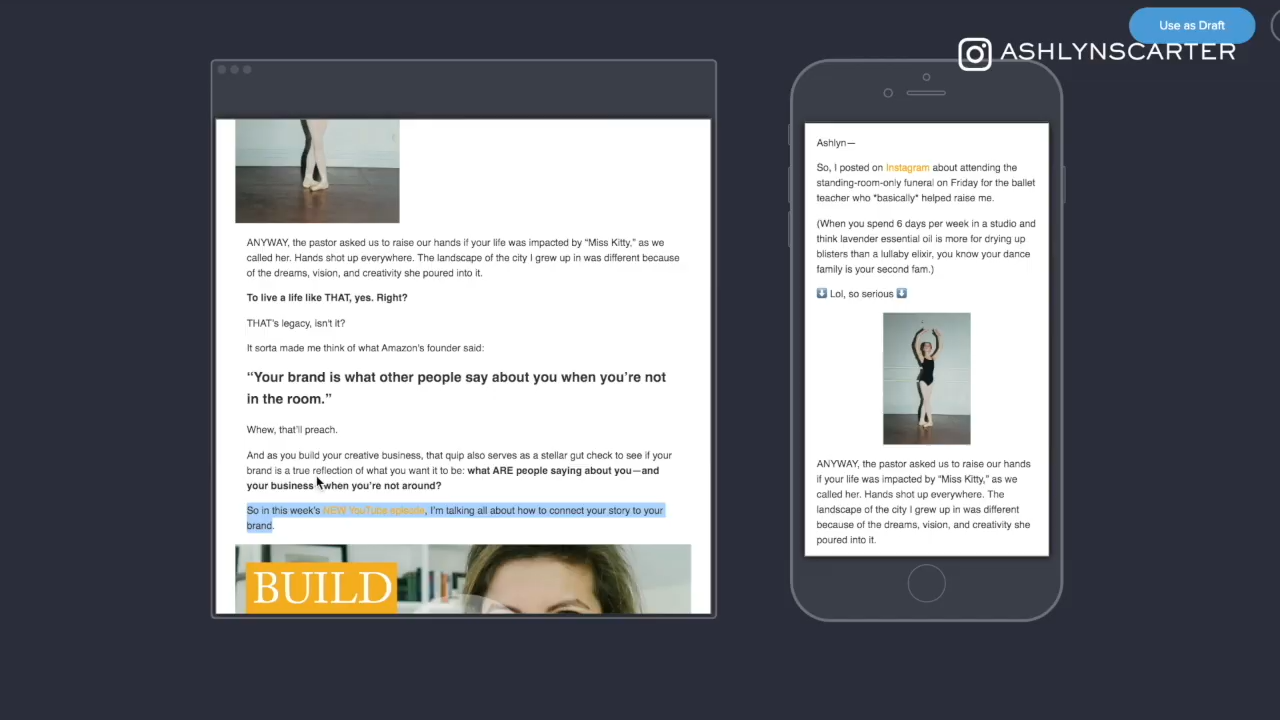 Use as Draft
ASHLYNSCARTER
ANYWAY, the pastor asked us to raise our hands if your life was impacted by “Miss Kitty,” as we
called her. Hands shot up everywhere. The landscape of the city I grew up in was different because
of the dreams, vision, and creativity she poured into it.
To live a life like THAT, yes. Right?
THAT’s legacy, isn’t it?
It sorta made me think of what Amazon’s founder said:
“Your brand is what other people say about you when you’re not
in the room.”
Whew, that’ll preach.
And as you build your creative business, that quip also serves as a stellar gut check to see if your
brand is a true reflection of what you want it to be: what ARE people saying about you—and
your business when you’re not around?
So in this week’s NEW YouTube episode, I’m talking all about how to connect your story to your
brand.
BUILD
Ashlyn—
So, I posted on Instagram about attending the
standing-room-only funeral on Friday for the ballet
teacher who *basically* helped raise me.
(When you spend 6 days per week in a studio and
think lavender essential oil is more for drying up
blisters than a lullaby elixir, you know your dance
family is your second fam.)
⬇️ Lol, so serious ⬇️
ANYWAY, the pastor asked us to raise our hands
if your life was impacted by “Miss Kitty,” as we
called her. Hands shot up everywhere. The
landscape of the city I grew up in was different
because of the dreams, vision, and creativity she
poured into it.